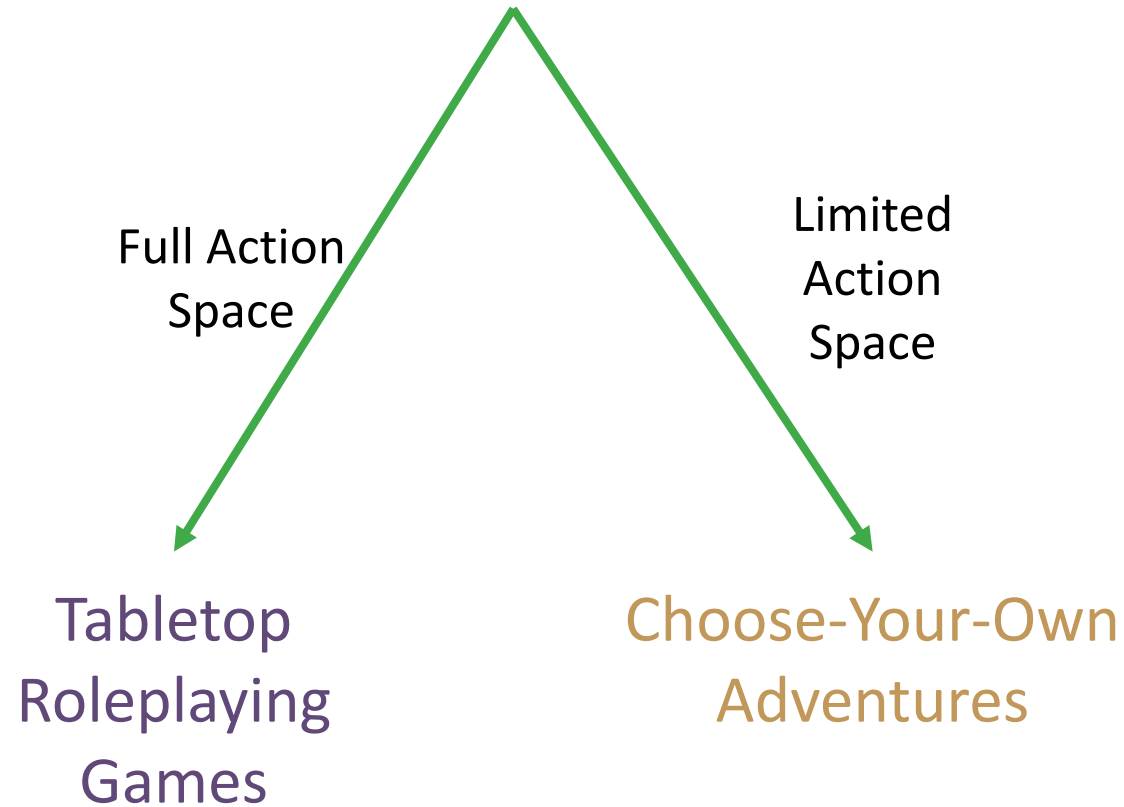 Full Action
Space
Limited
Action
Space
Tabletop
Roleplaying
Games
Choose-Your-Own
Adventures